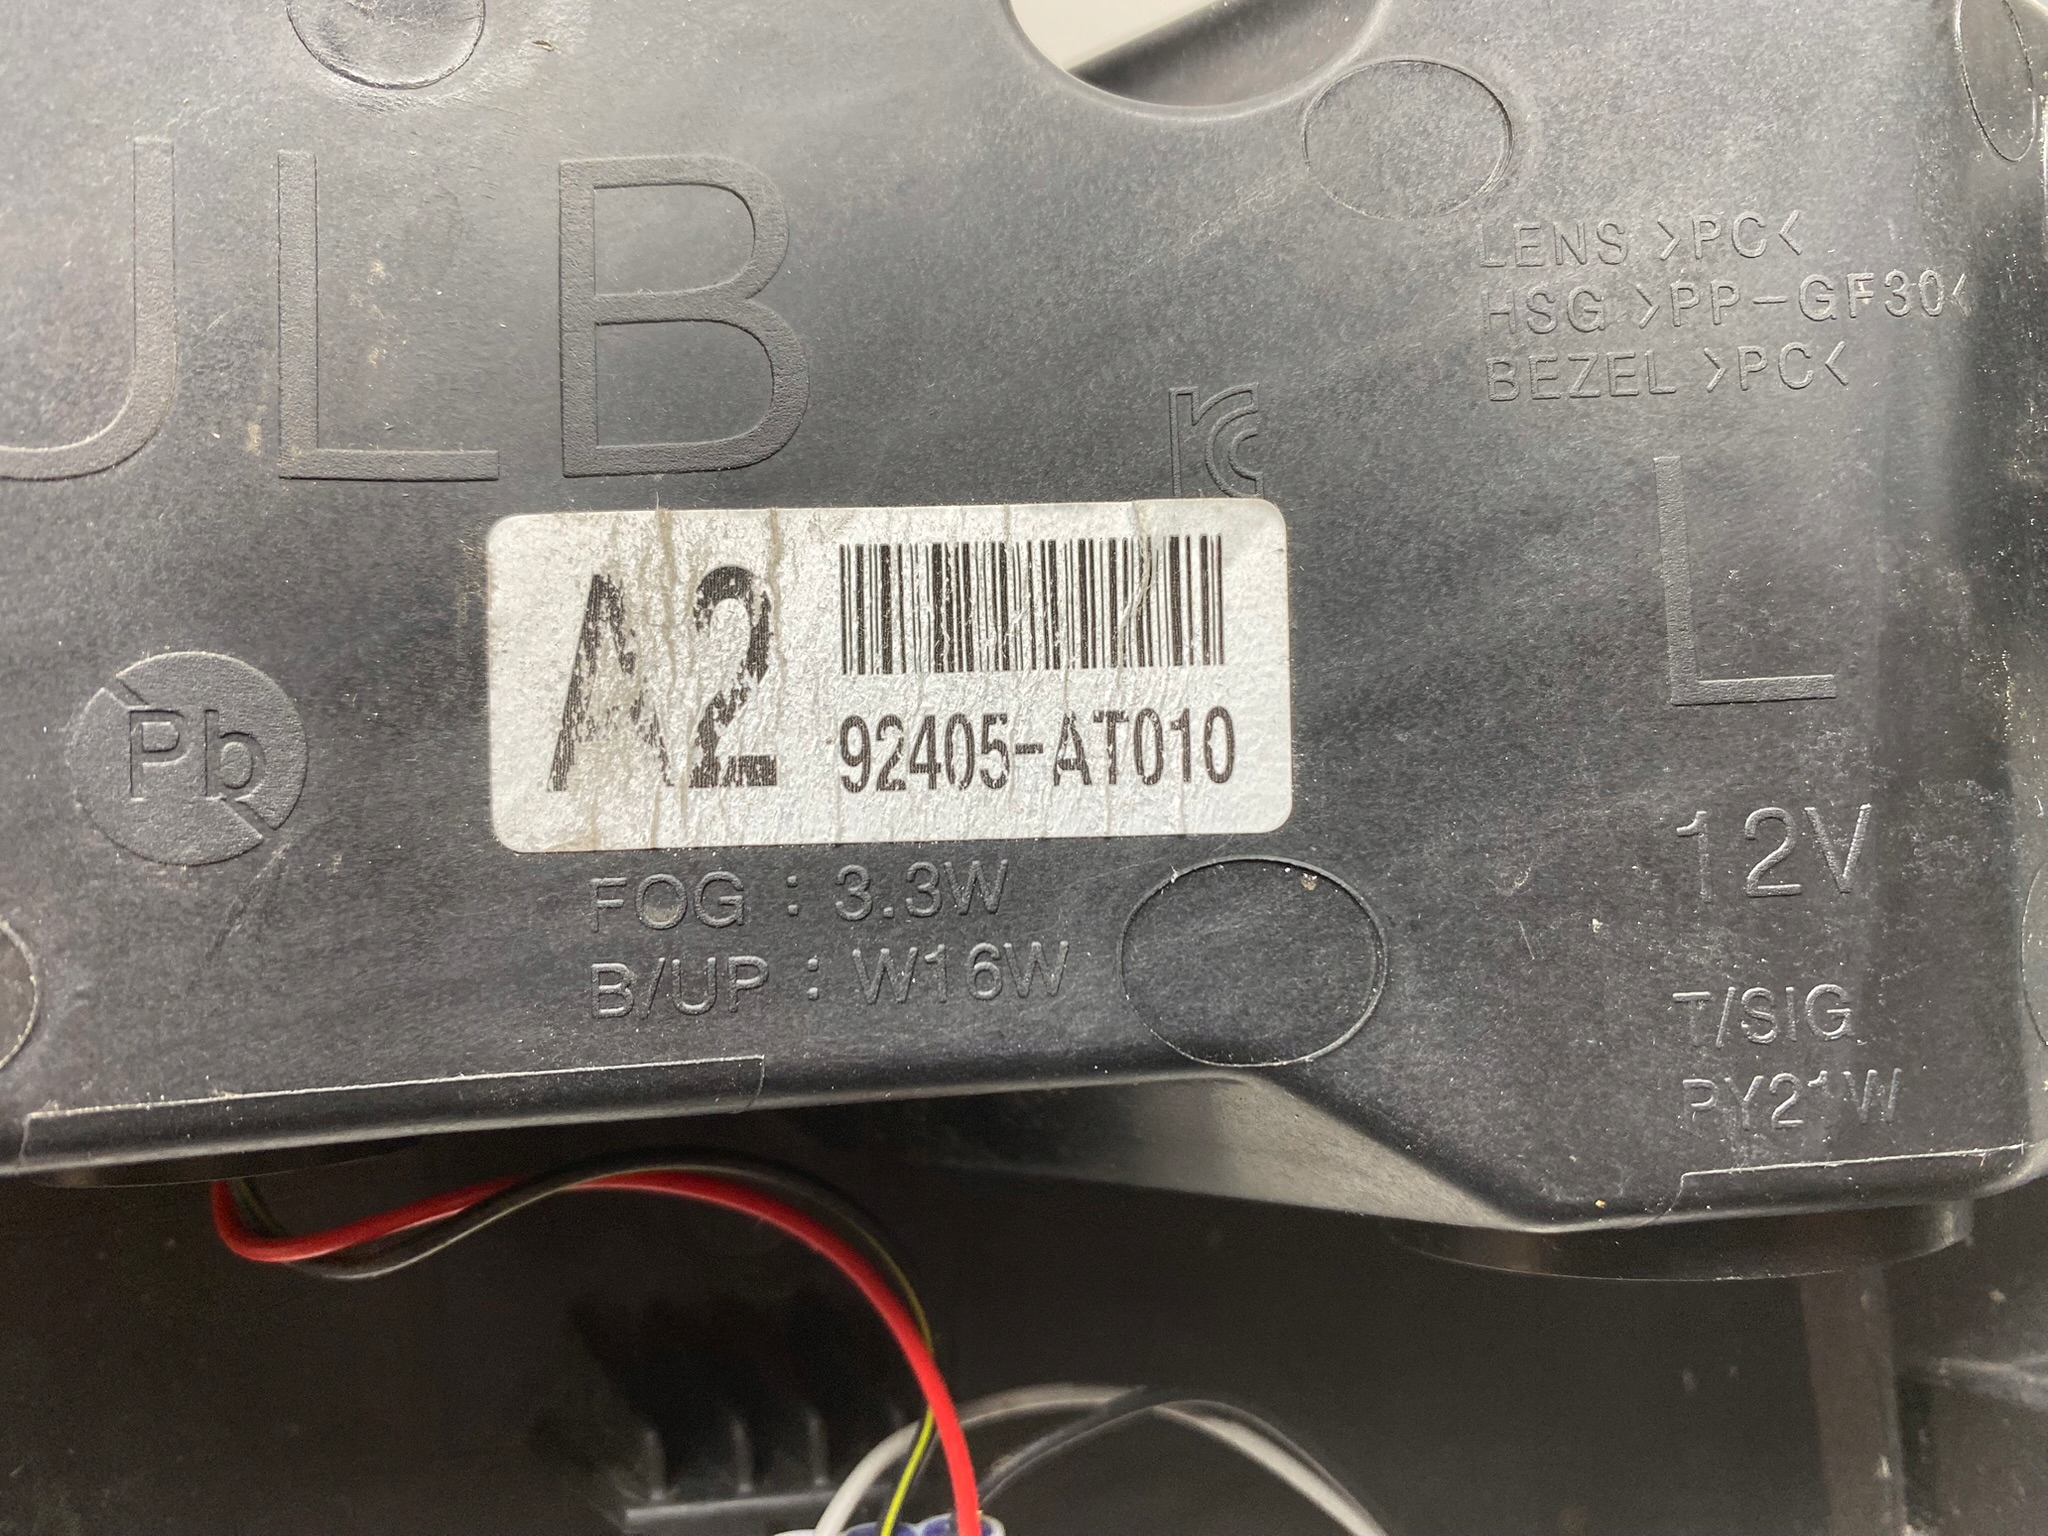 ULB
LENS >PC<
HSG >PP-GF30<
BEZEL >PC<
L
A2
92405-AT010
Pb
12V
FOG : 3.3W
B/UP : W16W
T/SIG
PY21W